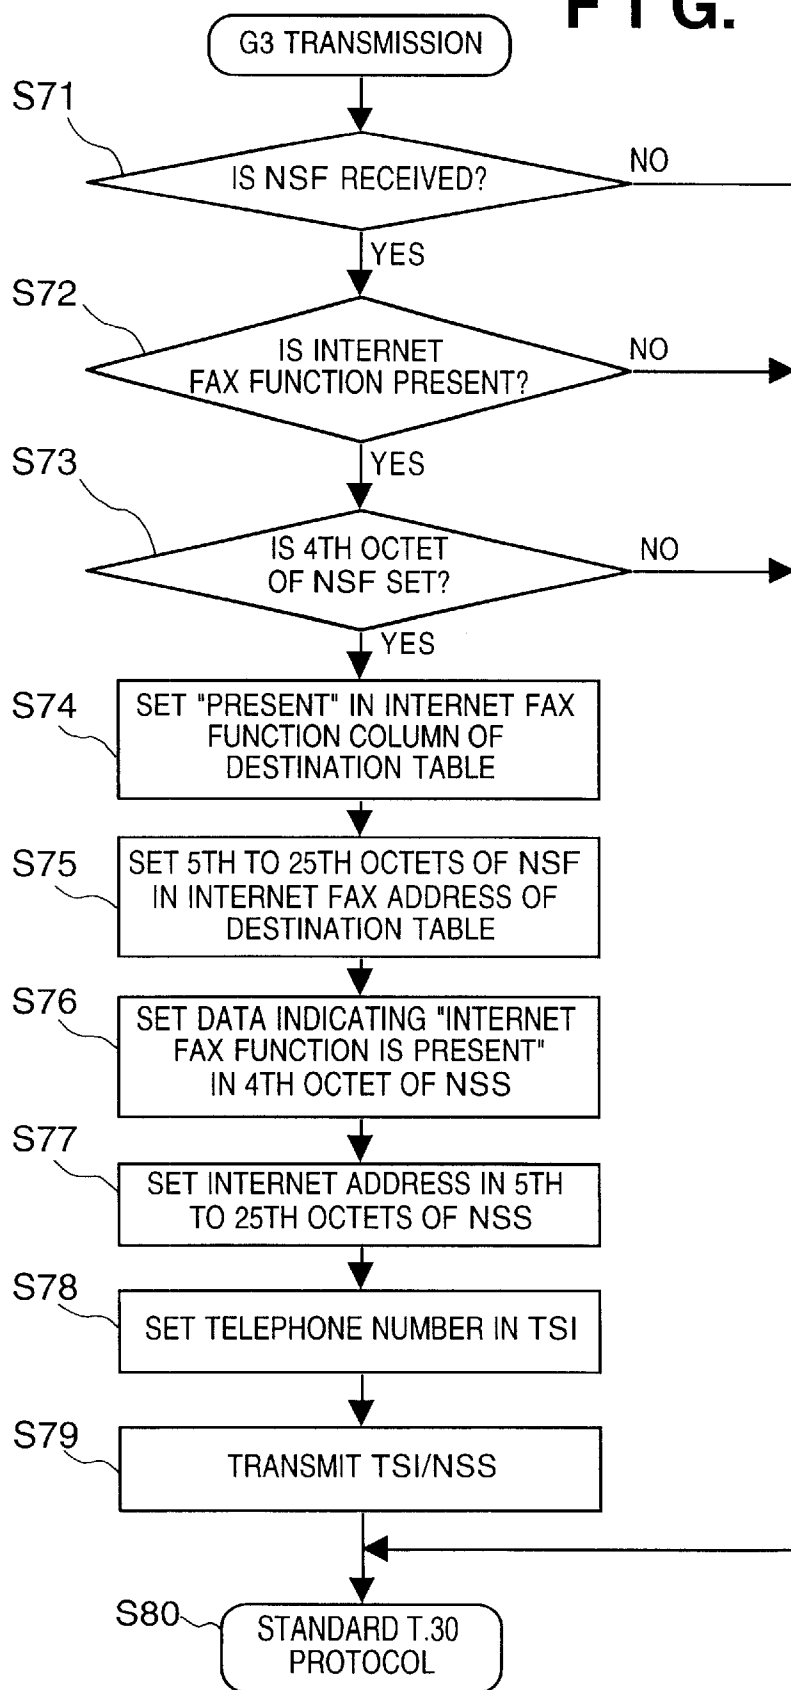 FIG.
G3 TRANSMISSION
S71
IS NSF RECEIVED?
NO
YES
S72
IS INTERNET
FAX FUNCTION PRESENT?
NO
YES
S73
IS 4TH OCTET
OF NSF SET?
NO
YES
S74
SET "PRESENT" IN INTERNET FAX
FUNCTION COLUMN OF
DESTINATION TABLE
S75
SET 5TH TO 25TH OCTETS OF NSF
IN INTERNET FAX ADDRESS OF
DESTINATION TABLE
S76
SET DATA INDICATING "INTERNET
FAX FUNCTION IS PRESENT"
IN 4TH OCTET OF NSS
S77
SET INTERNET ADDRESS IN 5TH
TO 25TH OCTETS OF NSS
S78
SET TELEPHONE NUMBER IN TSI
S79
TRANSMIT TSI/NSS
S80
STANDARD T.30
PROTOCOL